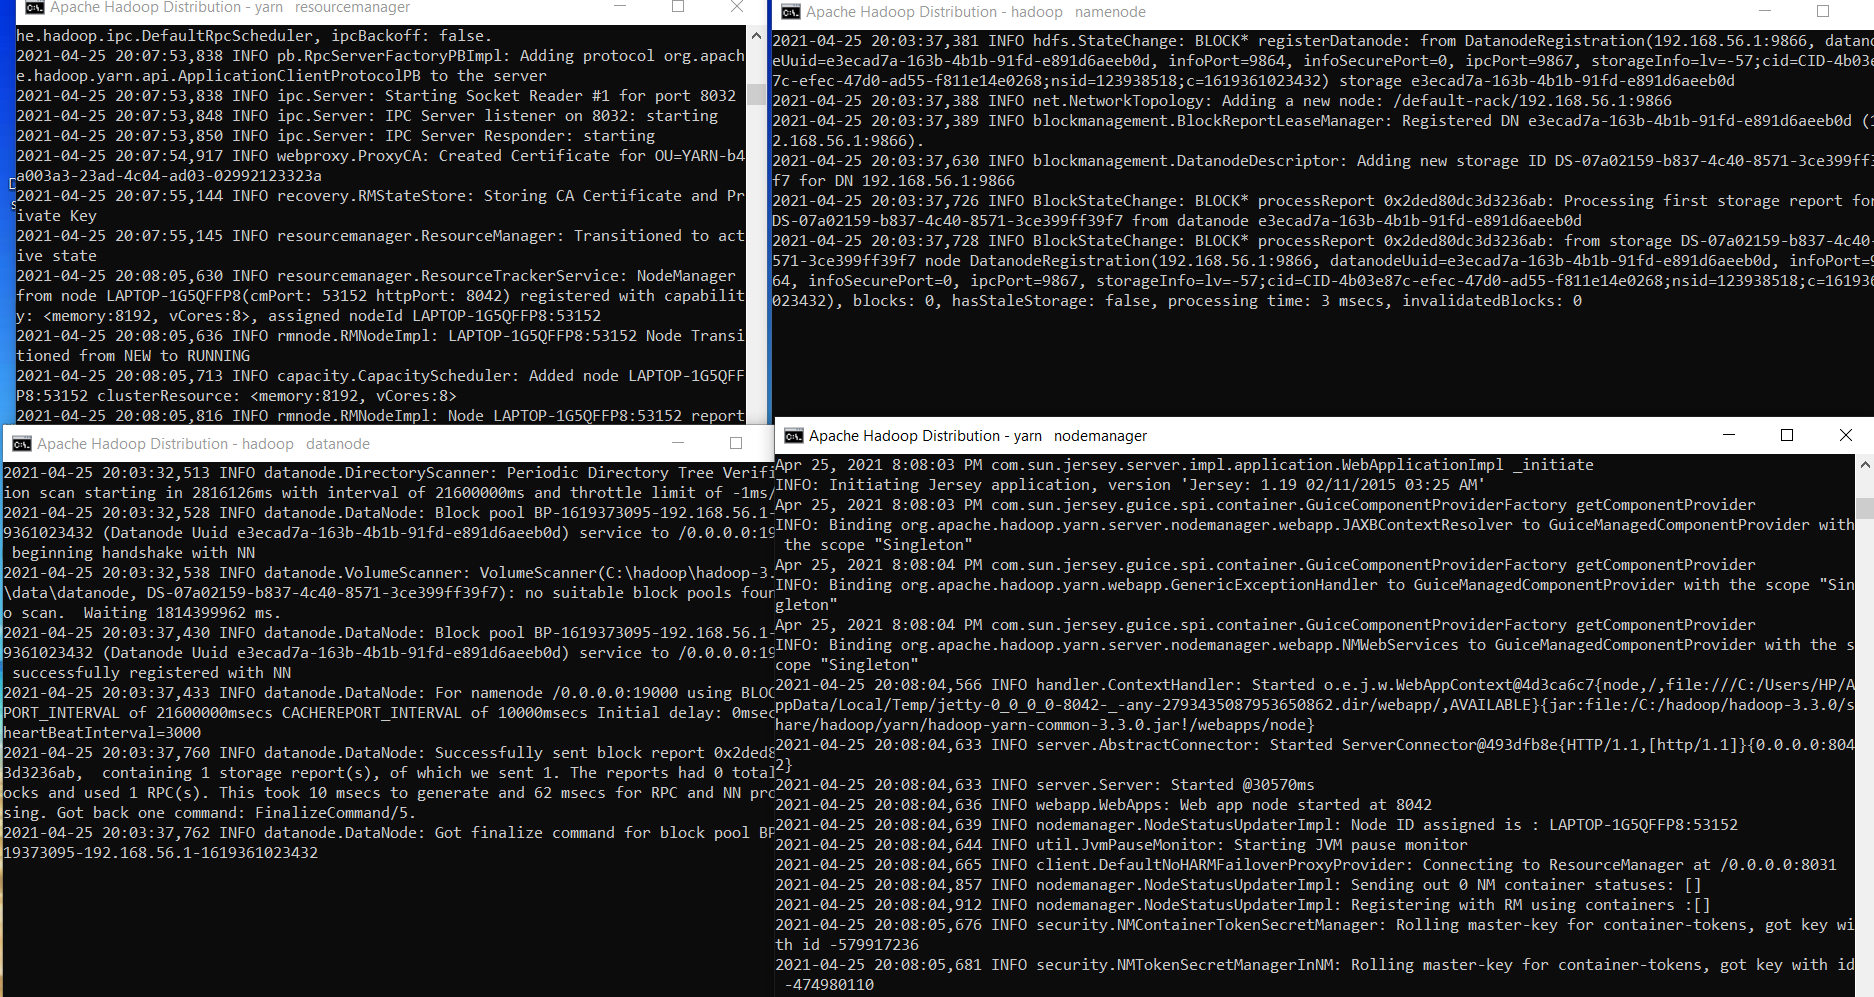 Apache Hadoop Distribution - yarn   resourcemanager
he.hadoop.ipc.DefaultRpcScheduler, ipcBackoff: false.
2021-04-25 20:07:53,838 INFO pb.RpcServerFactoryPBImpl: Adding protocol org.apach
e.hadoop.yarn.api.ApplicationClientProtocolPB to the server
2021-04-25 20:07:53,838 INFO ipc.Server: Starting Socket Reader #1 for port 8032
2021-04-25 20:07:53,848 INFO ipc.Server: IPC Server listener on 8032: starting
2021-04-25 20:07:53,850 INFO ipc.Server: IPC Server Responder: starting
2021-04-25 20:07:54,917 INFO webproxy.ProxyCA: Created Certificate for OU=YARN-b4
a003a3-23ad-4c04-ad03-02992123323a
2021-04-25 20:07:55,144 INFO recovery.RMStateStore: Storing CA Certificate and Pr
ivate Key
2021-04-25 20:07:55,145 INFO resourcemanager.ResourceManager: Transitioned to act
ive state
2021-04-25 20:08:05,630 INFO resourcemanager.ResourceTrackerService: NodeManager
from node LAPTOP-1G5QFFP8(cmPort: 53152 httpPort: 8042) registered with capabilit
y: <memory:8192, vCores:8>, assigned nodeId LAPTOP-1G5QFFP8:53152
2021-04-25 20:08:05,636 INFO rmnode.RMNodeImpl: LAPTOP-1G5QFFP8:53152 Node Transi
tioned from NEW to RUNNING
2021-04-25 20:08:05,713 INFO capacity.CapacityScheduler: Added node LAPTOP-1G5QFF
P8:53152 clusterResource: <memory:8192, vCores:8>
2021-04-25 20:08:05,816 INFO rmnode.RMNodeImpl: Node LAPTOP-1G5QFFP8:53152 report
Apache Hadoop Distribution - hadoop   namenode
2021-04-25 20:03:37,381 INFO hdfs.StateChange: BLOCK* registerDatanode: from DatanodeRegistration(192.168.56.1:9866, datano
eUuid=e3ecad7a-163b-4b1b-91fd-e891d6aeeb0d, infoPort=9864, infoSecurePort=0, ipcPort=9867, storageInfo=lv=-57;cid=CID-4b03e
7c-efec-47d0-ad55-f811e14e0268;nsid=123938518;c=1619361023432) storage e3ecad7a-163b-4b1b-91fd-e891d6aeeb0d
2021-04-25 20:03:37,388 INFO net.NetworkTopology: Adding a new node: /default-rack/192.168.56.1:9866
2021-04-25 20:03:37,389 INFO blockmanagement.BlockReportLeaseManager: Registered DN e3ecad7a-163b-4b1b-91fd-e891d6aeeb0d (1
2.168.56.1:9866).
2021-04-25 20:03:37,630 INFO blockmanagement.DatanodeDescriptor: Adding new storage ID DS-07a02159-b837-4c40-8571-3ce399ff3
f7 for DN 192.168.56.1:9866
2021-04-25 20:03:37,726 INFO BlockStateChange: BLOCK* processReport 0x2ded80dc3d3236ab: Processing first storage report for
DS-07a02159-b837-4c40-8571-3ce399ff39f7 from datanode e3ecad7a-163b-4b1b-91fd-e891d6aeeb0d
2021-04-25 20:03:37,728 INFO BlockStateChange: BLOCK* processReport 0x2ded80dc3d3236ab: from storage DS-07a02159-b837-4c40-
571-3ce399ff39f7 node DatanodeRegistration(192.168.56.1:9866, datanodeUuid=e3ecad7a-163b-4b1b-91fd-e891d6aeeb0d, infoPort=9
64, infoSecurePort=0, ipcPort=9867, storageInfo=lv=-57;cid=CID-4b03e87c-efec-47d0-ad55-f811e14e0268;nsid=123938518;c=161936
023432), blocks: 0, hasStaleStorage: false, processing time: 3 msecs, invalidatedBlocks: 0
Apache Hadoop Distribution - hadoop   datanode
2021-04-25 20:03:32,513 INFO datanode.DirectoryScanner: Periodic Directory Tree Verifi
ion scan starting in 2816126ms with interval of 21600000ms and throttle limit of -1ms/
2021-04-25 20:03:32,528 INFO datanode.DataNode: Block pool BP-1619373095-192.168.56.1-
9361023432 (Datanode Uuid e3ecad7a-163b-4b1b-91fd-e891d6aeeb0d) service to /0.0.0.0:19
 beginning handshake with NN
2021-04-25 20:03:32,538 INFO datanode.VolumeScanner: VolumeScanner(C:\hadoop\hadoop-3.
\data\datanode, DS-07a02159-b837-4c40-8571-3ce399ff39f7): no suitable block pools foun
o scan.  Waiting 1814399962 ms.
2021-04-25 20:03:37,430 INFO datanode.DataNode: Block pool BP-1619373095-192.168.56.1-
9361023432 (Datanode Uuid e3ecad7a-163b-4b1b-91fd-e891d6aeeb0d) service to /0.0.0.0:19
 successfully registered with NN
2021-04-25 20:03:37,433 INFO datanode.DataNode: For namenode /0.0.0.0:19000 using BLOC
PORT_INTERVAL of 21600000msecs CACHEREPORT_INTERVAL of 10000msecs Initial delay: 0msec
heartBeatInterval=3000
2021-04-25 20:03:37,760 INFO datanode.DataNode: Successfully sent block report 0x2ded8
3d3236ab,  containing 1 storage report(s), of which we sent 1. The reports had 0 total
ocks and used 1 RPC(s). This took 10 msecs to generate and 62 msecs for RPC and NN pro
sing. Got back one command: FinalizeCommand/5.
2021-04-25 20:03:37,762 INFO datanode.DataNode: Got finalize command for block pool BP
19373095-192.168.56.1-1619361023432
Apache Hadoop Distribution - yarn   nodemanager
Apr 25, 2021 8:08:03 PM com.sun.jersey.server.impl.application.WebApplicationImpl _initiate
INFO: Initiating Jersey application, version 'Jersey: 1.19 02/11/2015 03:25 AM'
Apr 25, 2021 8:08:03 PM com.sun.jersey.guice.spi.container.GuiceComponentProviderFactory getComponentProvider
INFO: Binding org.apache.hadoop.yarn.server.nodemanager.webapp.JAXBContextResolver to GuiceManagedComponentProvider with
 the scope "Singleton"
Apr 25, 2021 8:08:04 PM com.sun.jersey.guice.spi.container.GuiceComponentProviderFactory getComponentProvider
INFO: Binding org.apache.hadoop.yarn.webapp.GenericExceptionHandler to GuiceManagedComponentProvider with the scope "Sin
gleton"
Apr 25, 2021 8:08:04 PM com.sun.jersey.guice.spi.container.GuiceComponentProviderFactory getComponentProvider
INFO: Binding org.apache.hadoop.yarn.server.nodemanager.webapp.NMWebServices to GuiceManagedComponentProvider with the s
cope "Singleton"
2021-04-25 20:08:04,566 INFO handler.ContextHandler: Started o.e.j.w.WebAppContext@4d3ca6c7{node,/,file:///C:/Users/HP/A
ppData/Local/Temp/jetty-0_0_0_0-8042-_-any-2793435087953650862.dir/webapp/,AVAILABLE}{jar:file:/C:/hadoop/hadoop-3.3.0/s
hare/hadoop/yarn/hadoop-yarn-common-3.3.0.jar!/webapps/node}
2021-04-25 20:08:04,633 INFO server.AbstractConnector: Started ServerConnector@493dfb8e{HTTP/1.1,[http/1.1]}{0.0.0.0:804
2}
2021-04-25 20:08:04,633 INFO server.Server: Started @30570ms
2021-04-25 20:08:04,636 INFO webapp.WebApps: Web app node started at 8042
2021-04-25 20:08:04,639 INFO nodemanager.NodeStatusUpdaterImpl: Node ID assigned is : LAPTOP-1G5QFFP8:53152
2021-04-25 20:08:04,644 INFO util.JvmPauseMonitor: Starting JVM pause monitor
2021-04-25 20:08:04,665 INFO client.DefaultNoHARMFailoverProxyProvider: Connecting to ResourceManager at /0.0.0.0:8031
2021-04-25 20:08:04,857 INFO nodemanager.NodeStatusUpdaterImpl: Sending out 0 NM container statuses: []
2021-04-25 20:08:04,912 INFO nodemanager.NodeStatusUpdaterImpl: Registering with RM using containers :[]
2021-04-25 20:08:05,676 INFO security.NMContainerTokenSecretManager: Rolling master-key for container-tokens, got key wi
th id -579917236
2021-04-25 20:08:05,681 INFO security.NMTokenSecretManagerInNM: Rolling master-key for container-tokens, got key with id
 -474980110